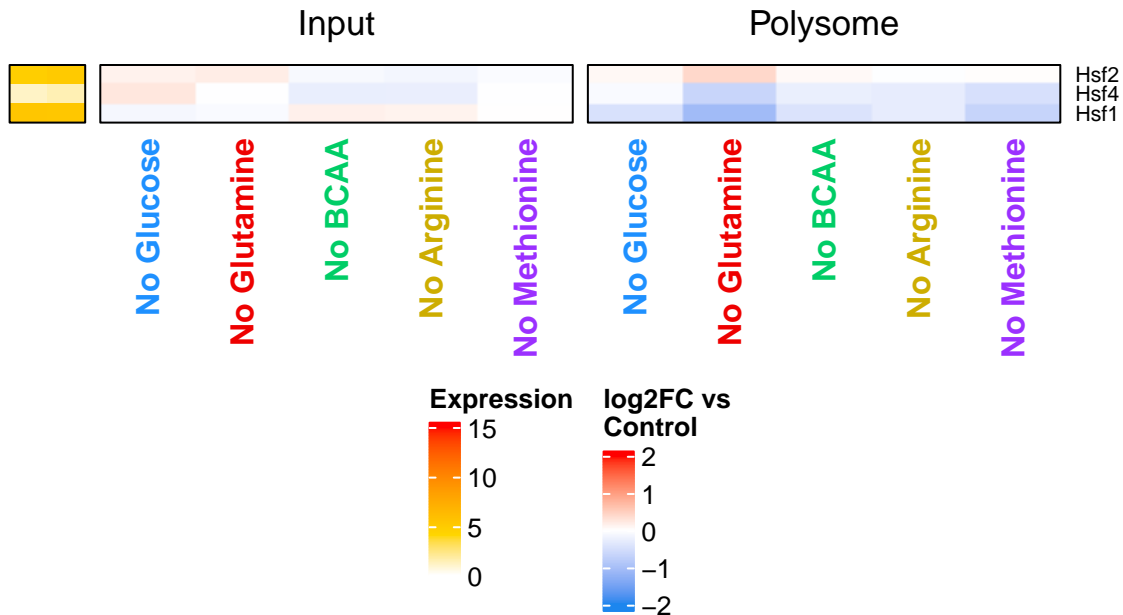 Input
Polysome
Hsf2
Hsf4
Hsf1
No Glucose
No Glutamine
No BCAA
No Arginine
No Methionine
No Glucose
No Glutamine
No BCAA
No Arginine
No Methionine
Expression
15
10
5
0
log2FC vs
Control
2
1
0
−1
−2